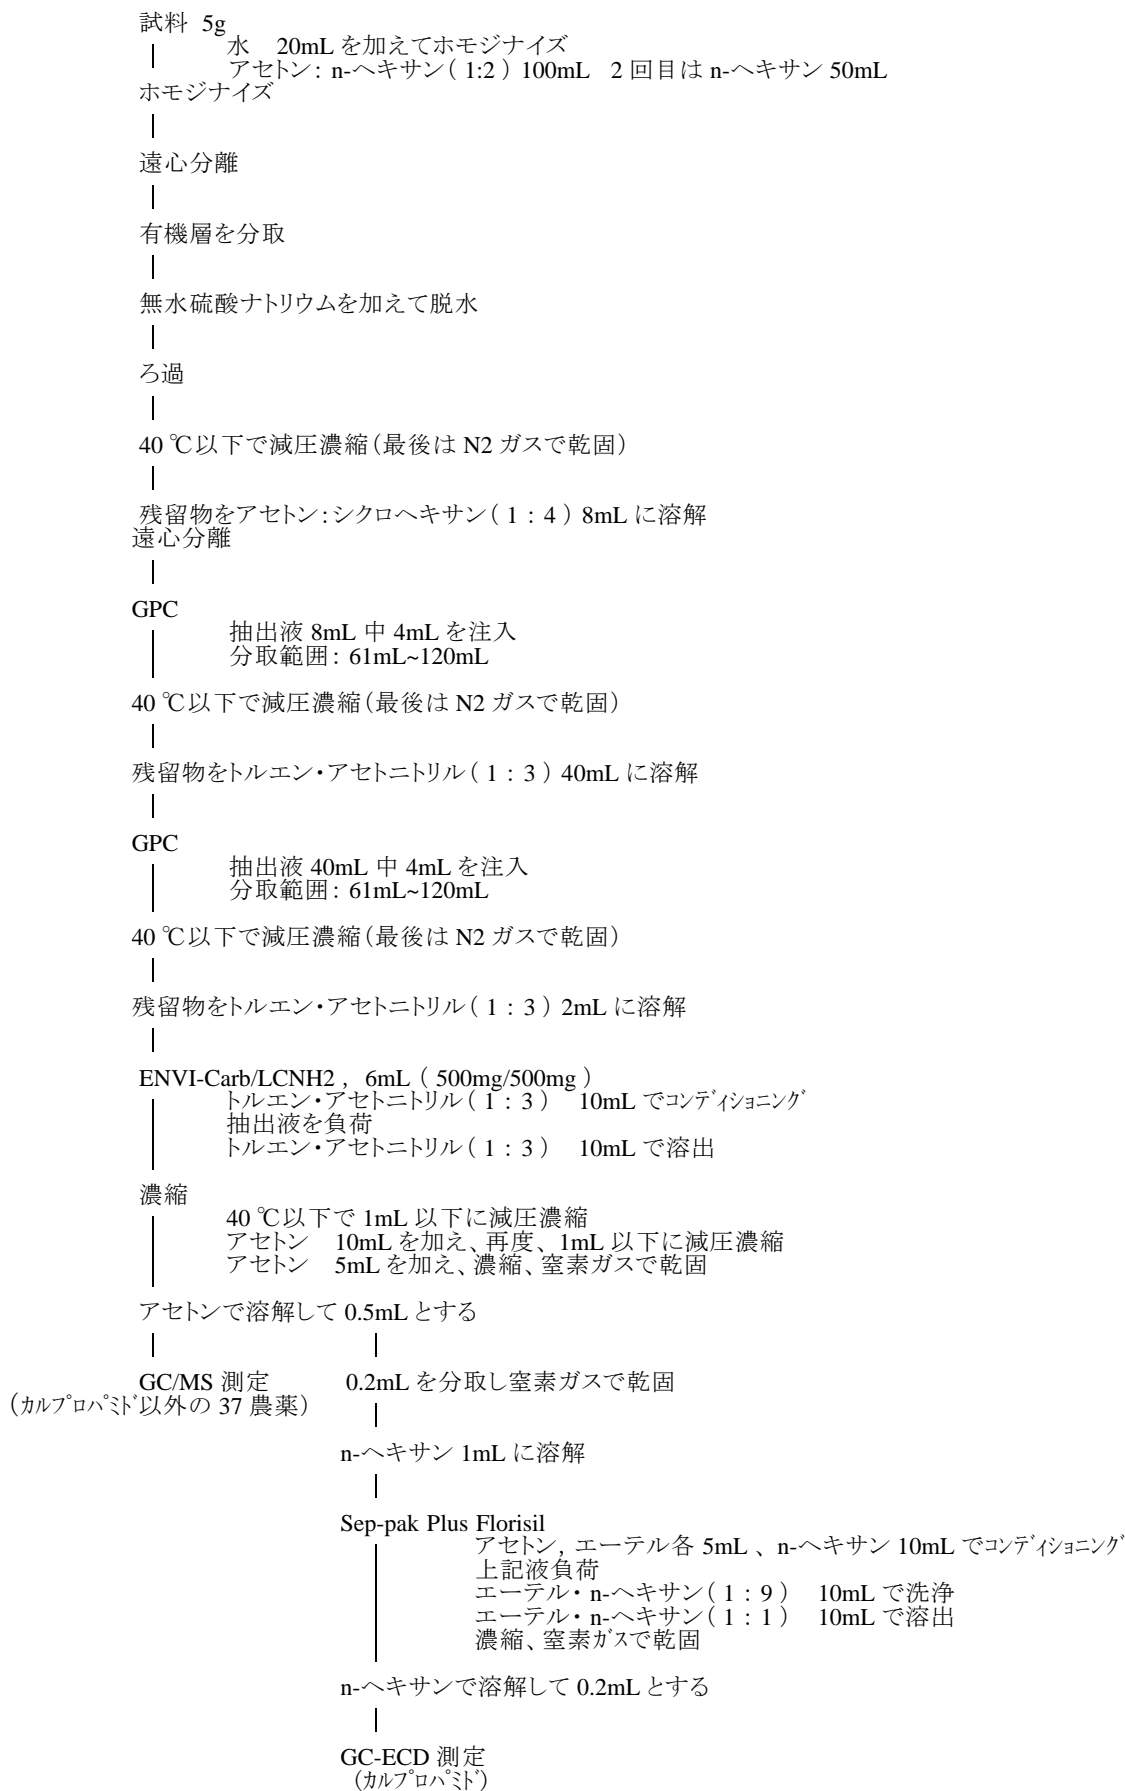 試料 5g
水 20mL を加えてホモジナイズ
アセトン: n-ヘキサン( 1:2 ) 100mL 2 回目は n-ヘキサン 50mL
ホモジナイズ
遠心分離
有機層を分取
無水硫酸ナトリウムを加えて脱水
ろ過
40 ℃以下で減圧濃縮(最後は N2 ガスで乾固)
残留物をアセトン:シクロヘキサン( 1 : 4 ) 8mL に溶解
遠心分離
GPC
抽出液 8mL 中 4mL を注入
分取範囲: 61mL~120mL
40 ℃以下で減圧濃縮(最後は N2 ガスで乾固)
残留物をトルエン・アセトニトリル( 1 : 3 ) 40mL に溶解
GPC
抽出液 40mL 中 4mL を注入
分取範囲: 61mL~120mL
40 ℃以下で減圧濃縮(最後は N2 ガスで乾固)
残留物をトルエン・アセトニトリル( 1 : 3 ) 2mL に溶解
ENVI-Carb/LCNH2 , 6mL ( 500mg/500mg )
トルエン・アセトニトリル( 1 : 3 ) 10mL でコンディショニング
抽出液を負荷
トルエン・アセトニトリル( 1 : 3 ) 10mL で溶出
濃縮
40 ℃以下で 1mL 以下に減圧濃縮
アセトン 10mL を加え、再度、1mL 以下に減圧濃縮
アセトン 5mL を加え、濃縮、窒素ガスで乾固
アセトンで溶解して 0.5mL とする
GC/MS 測定 0.2mL を分取し窒素ガスで乾固
(カルプロパミド以外の 37 農薬)
n-ヘキサン 1mL に溶解
Sep-pak Plus Florisil
アセトン, エーテル各 5mL 、n-ヘキサン 10mL でコンディショニング
上記液負荷
エーテル・ n-ヘキサン( 1 : 9 ) 10mL で洗浄
エーテル・ n-ヘキサン( 1 : 1 ) 10mL で溶出
濃縮、窒素ガスで乾固
n-ヘキサンで溶解して 0.2mL とする
GC-ECD 測定
(カルプロパミド)